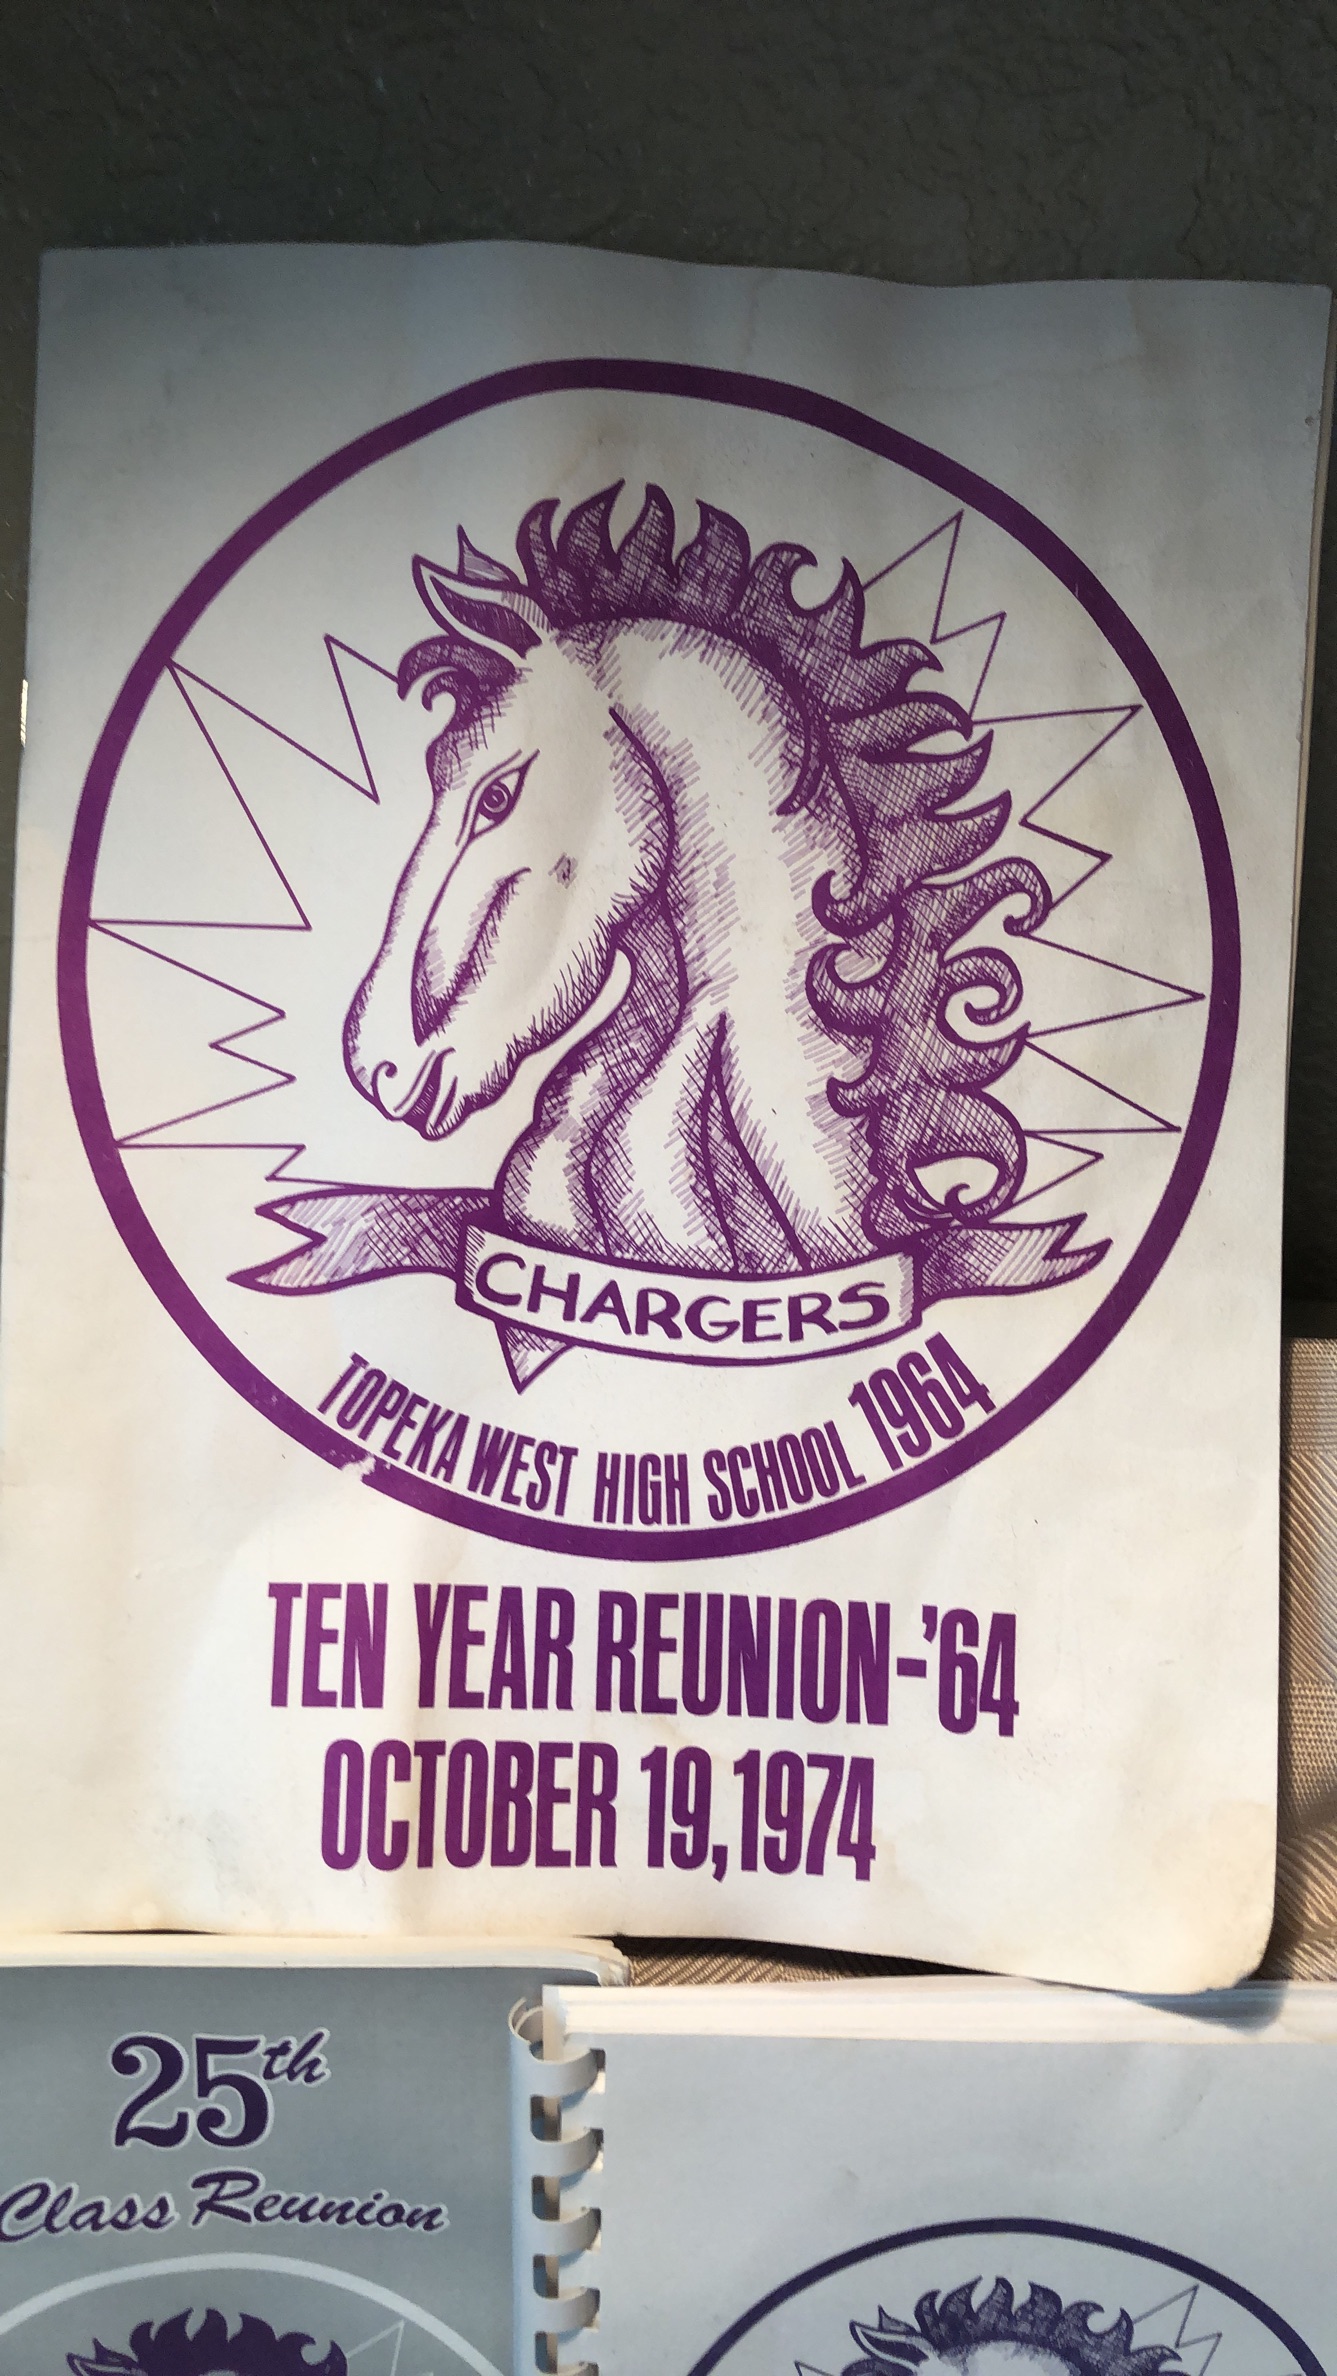 CHARGERS
TOPEKA WEST HIGH SCHOOL 1964
TEN YEAR REUNION-'64
OCTOBER 19,1974
25th
Class Reunion